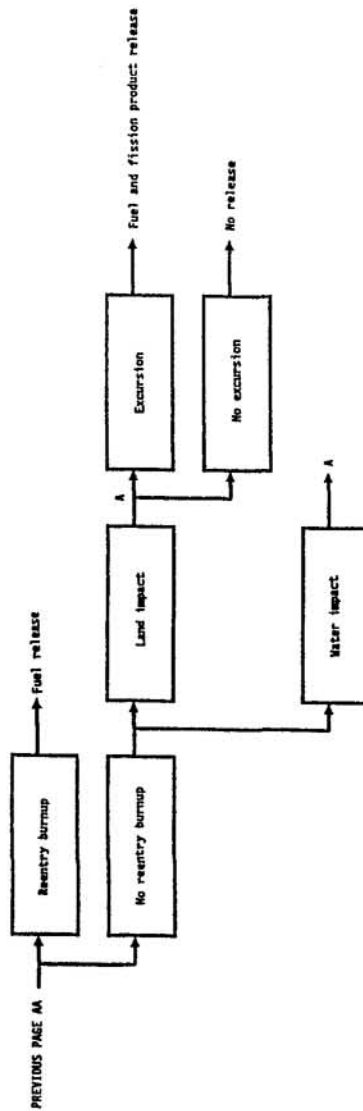 PREVIOUS PAGE AA
Reentry burnup
Fuel release
No reentry burnup
Land impact
A
Excursion
Fuel and fission product release
No excursion
No release
Water impact
A